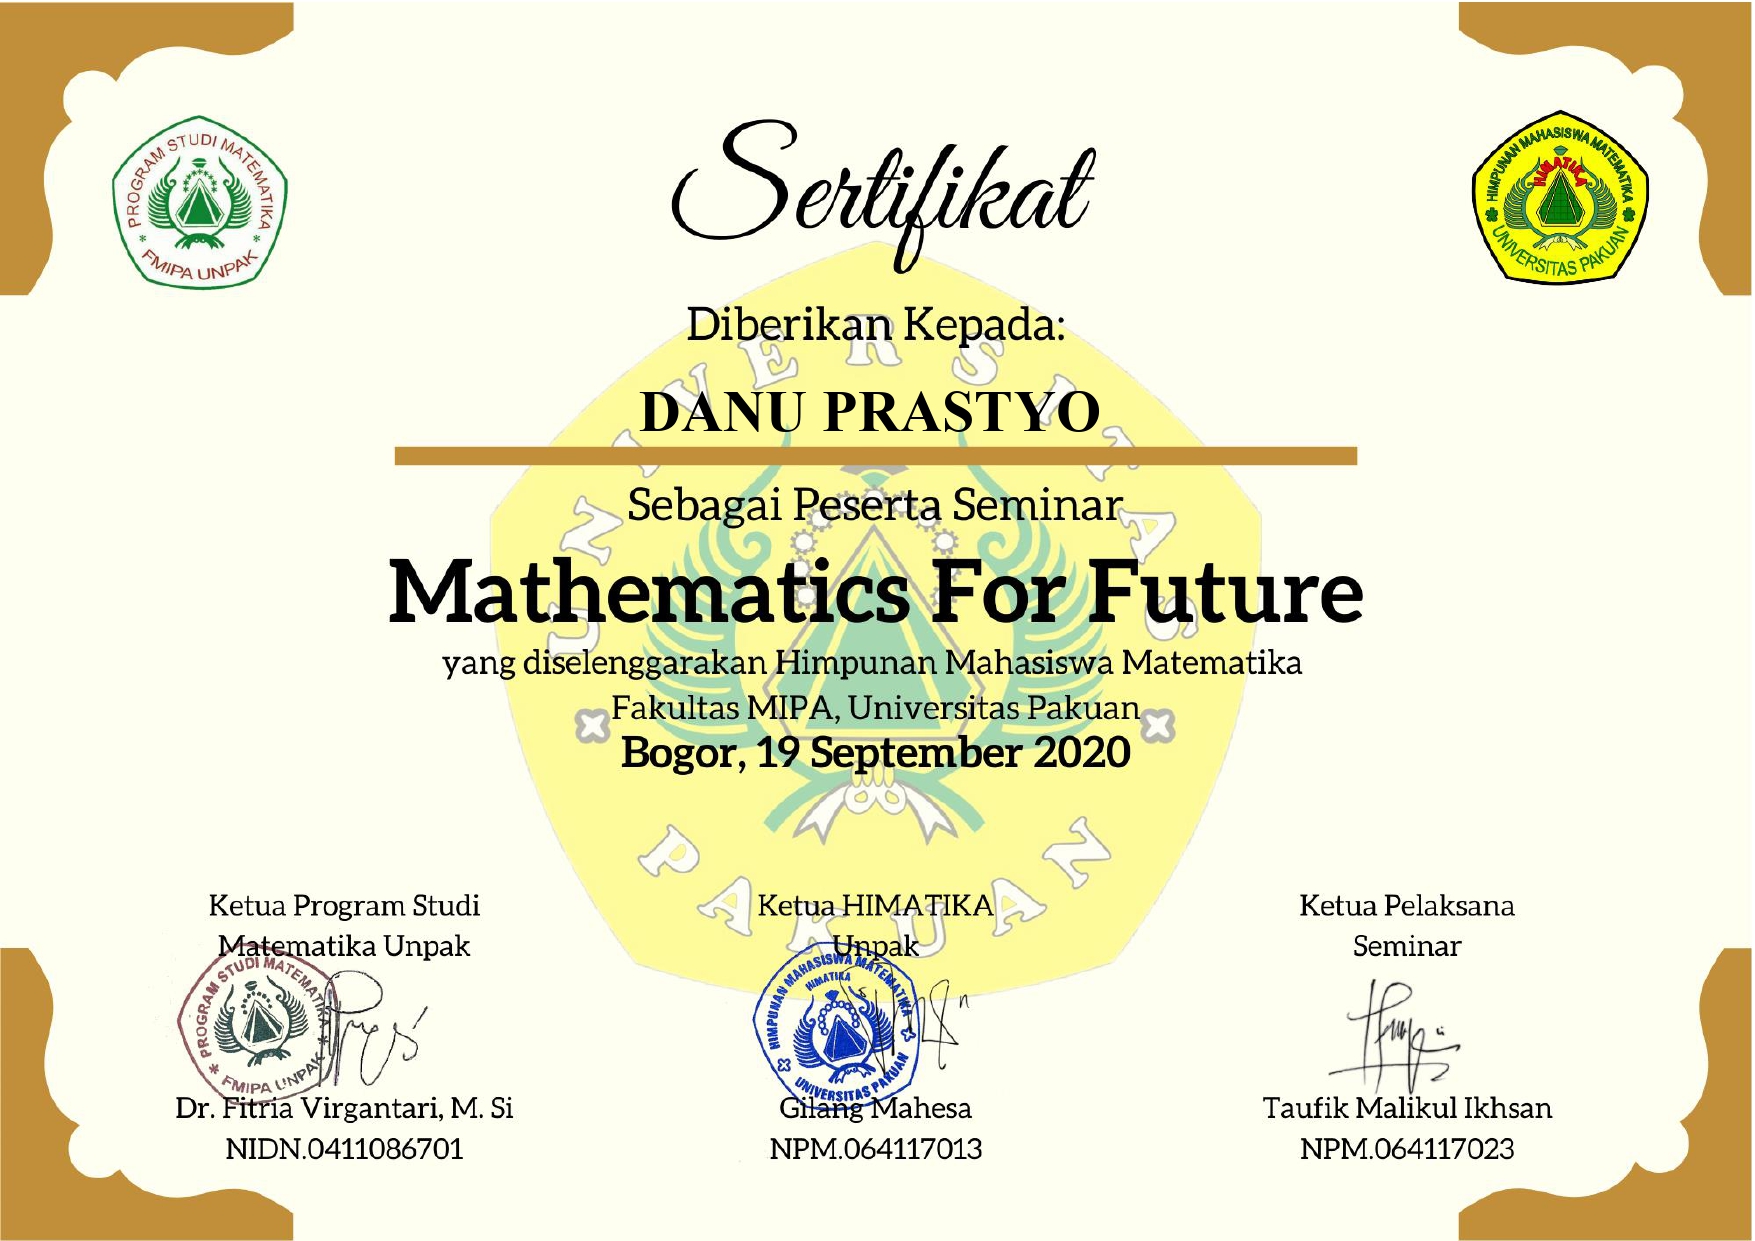 PROGRAM STUDI MATEMATIKA
* FMIPA UNPAK *
HIMPUNAN MAHASISWA MATEMATIKA
HIMATIKA
UNIVERSITAS PAKUAN
Sertifikat
Diberikan Kepada:
DANU PRASTYO
Sebagai Peserta Seminar
Mathematics For Future
yang diselenggarakan Himpunan Mahasiswa Matematika
Fakultas MIPA, Universitas Pakuan
Bogor, 19 September 2020
UNIVERSITAS
PAKUAN
Ketua Program Studi
Matematika Unpak
PROGRAM STUDI MATEMATIKA
* FMIPA UNPAK *
Dr. Fitria Virgantari, M. Si
NIDN.0411086701
Ketua HIMATIKA
Unpak
HIMPUNAN MAHASISWA MATEMATIKA
HIMATIKA
UNIVERSITAS PAKUAN
Gilang Mahesa
NPM.064117013
Ketua Pelaksana
Seminar
Taufik Malikul Ikhsan
NPM.064117023